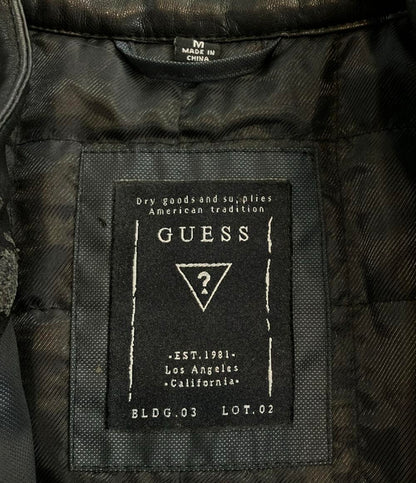 M
MADE IN
CHINA
Dry goods and supplies
American tradition
GUESS
?
·EST.1981·
Los Angeles
·California·
BLDG.03 LOT.02